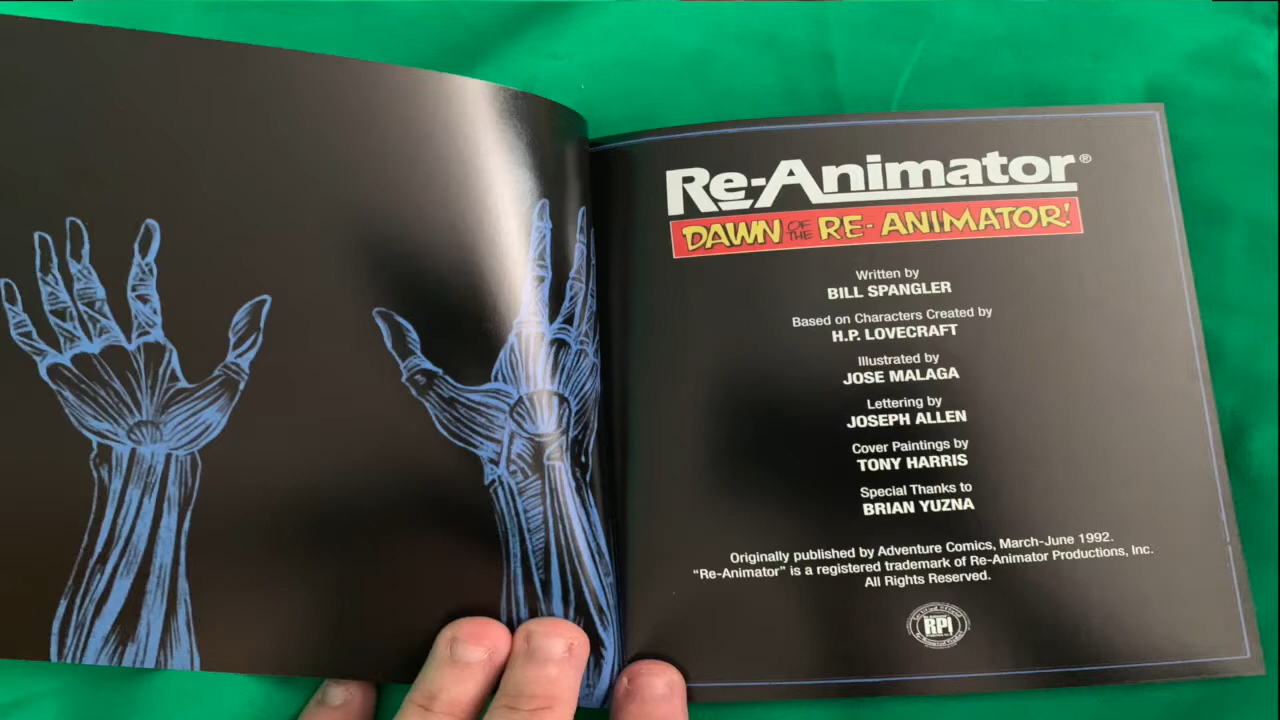 Re-Animator®
DAWN OF THE RE-ANIMATOR!
Written by
BILL SPANGLER
Based on Characters Created by
H.P. LOVECRAFT
Illustrated by
JOSE MALAGA
Lettering by
JOSEPH ALLEN
Cover Paintings by
TONY HARRIS
Special Thanks to
BRIAN YUZNA
Originally published by Adventure Comics, March-June 1992.
“Re-Animator” is a registered trademark of Re-Animator Productions, Inc.
All Rights Reserved.
RPI